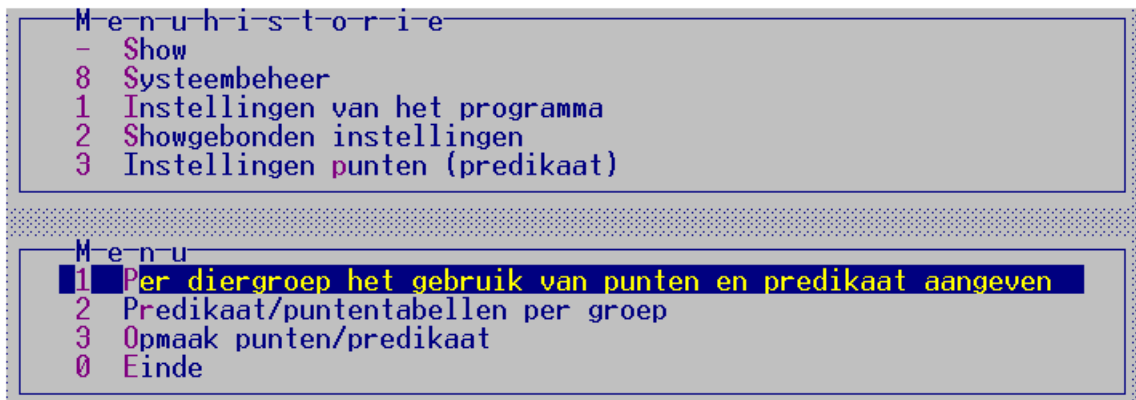 M-e-n-u-h-i-s-t-o-r-i-e
- Show
8 Systeembeheer
1 Instellingen van het programma
2 Showgebonden instellingen
3 Instellingen punten (predikaat)
M-e-n-u
1 Per diergroep het gebruik van punten en predikaat aangeven
2 Predikaat/puntentabellen per groep
3 Opmaak punten/predikaat
0 Einde